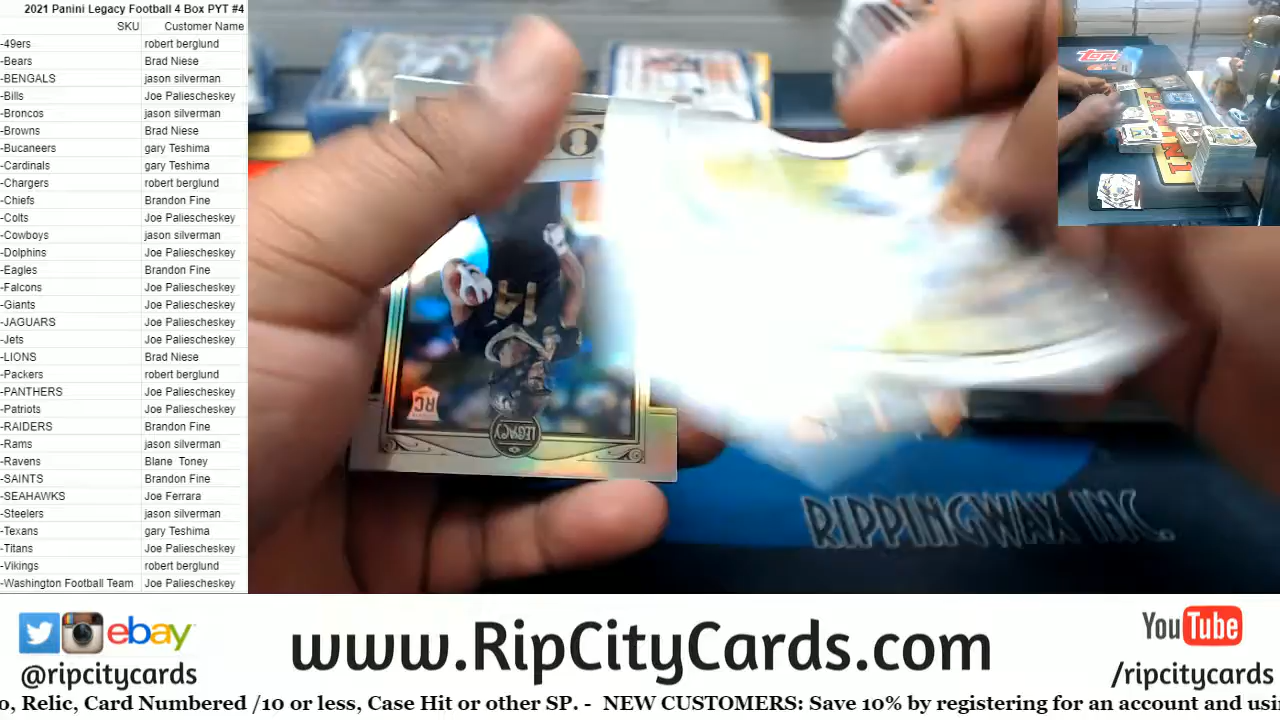 2021 Panini Legacy Football 4 Box PYT #4
SKU Customer Name
-49ers robert berglund
-Bears Brad Niese
-BENGALS jason silverman
-Bills Joe Paliescheskey
-Broncos jason silverman
-Browns Brad Niese
-Bucaneers gary Teshima
-Cardinals gary Teshima
-Chargers robert berglund
-Chiefs Brandon Fine
-Colts Joe Paliescheskey
-Cowboys jason silverman
-Dolphins Joe Paliescheskey
-Eagles Brandon Fine
-Falcons Joe Paliescheskey
-Giants Joe Paliescheskey
-JAGUARS Joe Paliescheskey
-Jets Joe Paliescheskey
-LIONS Brad Niese
-Packers robert berglund
-PANTHERS Joe Paliescheskey
-Patriots Joe Paliescheskey
-RAIDERS Brandon Fine
-Rams jason silverman
-Ravens Blane Toney
-SAINTS Brandon Fine
-SEAHAWKS Joe Ferrara
-Steelers jason silverman
-Texans gary Teshima
-Titans Joe Paliescheskey
-Vikings robert berglund
-Washington Football Team Joe Paliescheskey
14
RC
LEGACY
RIPPINGWAX INC.
TOPPS
PANINI
ebay
@ripcitycards
www.RipCityCards.com
YouTube
/ripcitycards
o, Relic, Card Numbered /10 or less, Case Hit or other SP. - NEW CUSTOMERS: Save 10% by registering for an account and usin